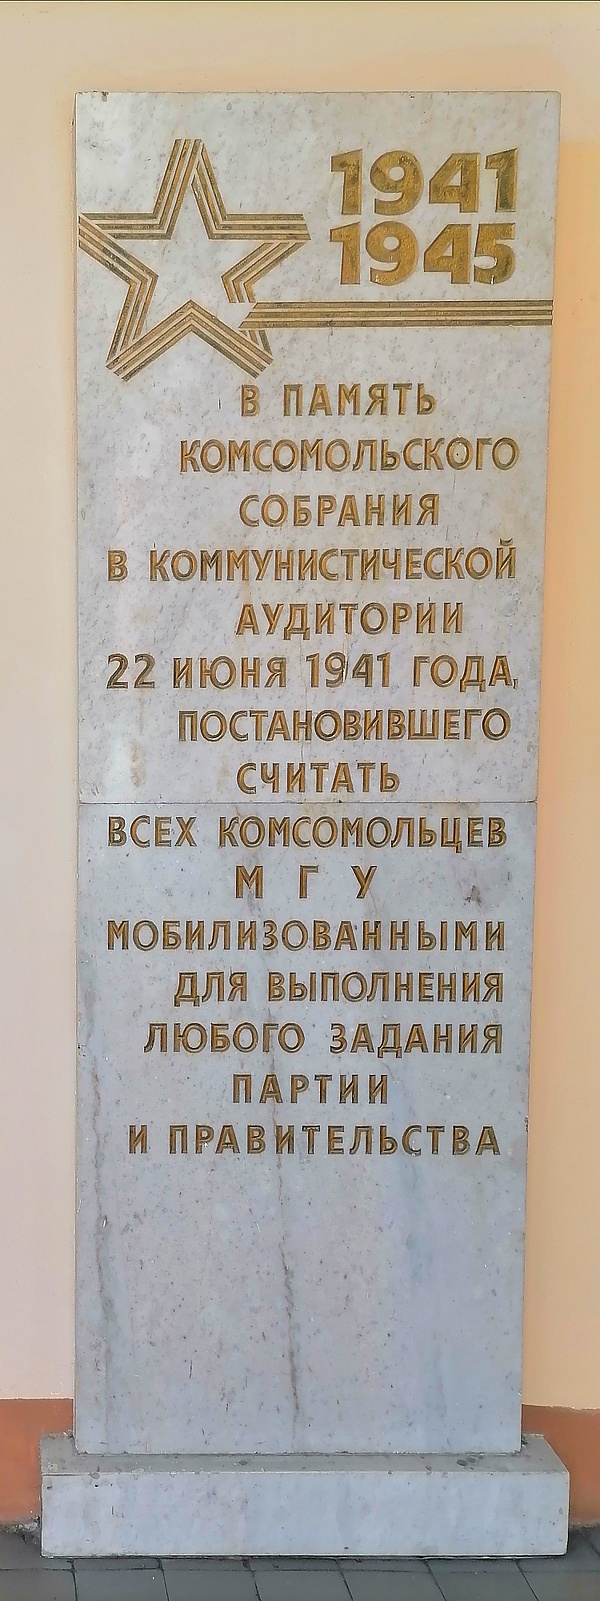 1941
1945
В ПАМЯТЬ
КОМСОМОЛЬСКОГО
СОБРАНИЯ
В КОММУНИСТИЧЕСКОЙ
АУДИТОРИИ
22 ИЮНЯ 1941 ГОДА,
ПОСТАНОВИВШЕГО
СЧИТАТЬ
ВСЕХ КОМСОМОЛЬЦЕВ
М Г У
МОБИЛИЗОВАННЫМИ
ДЛЯ ВЫПОЛНЕНИЯ
ЛЮБОГО ЗАДАНИЯ
ПАРТИИ
И ПРАВИТЕЛЬСТВА